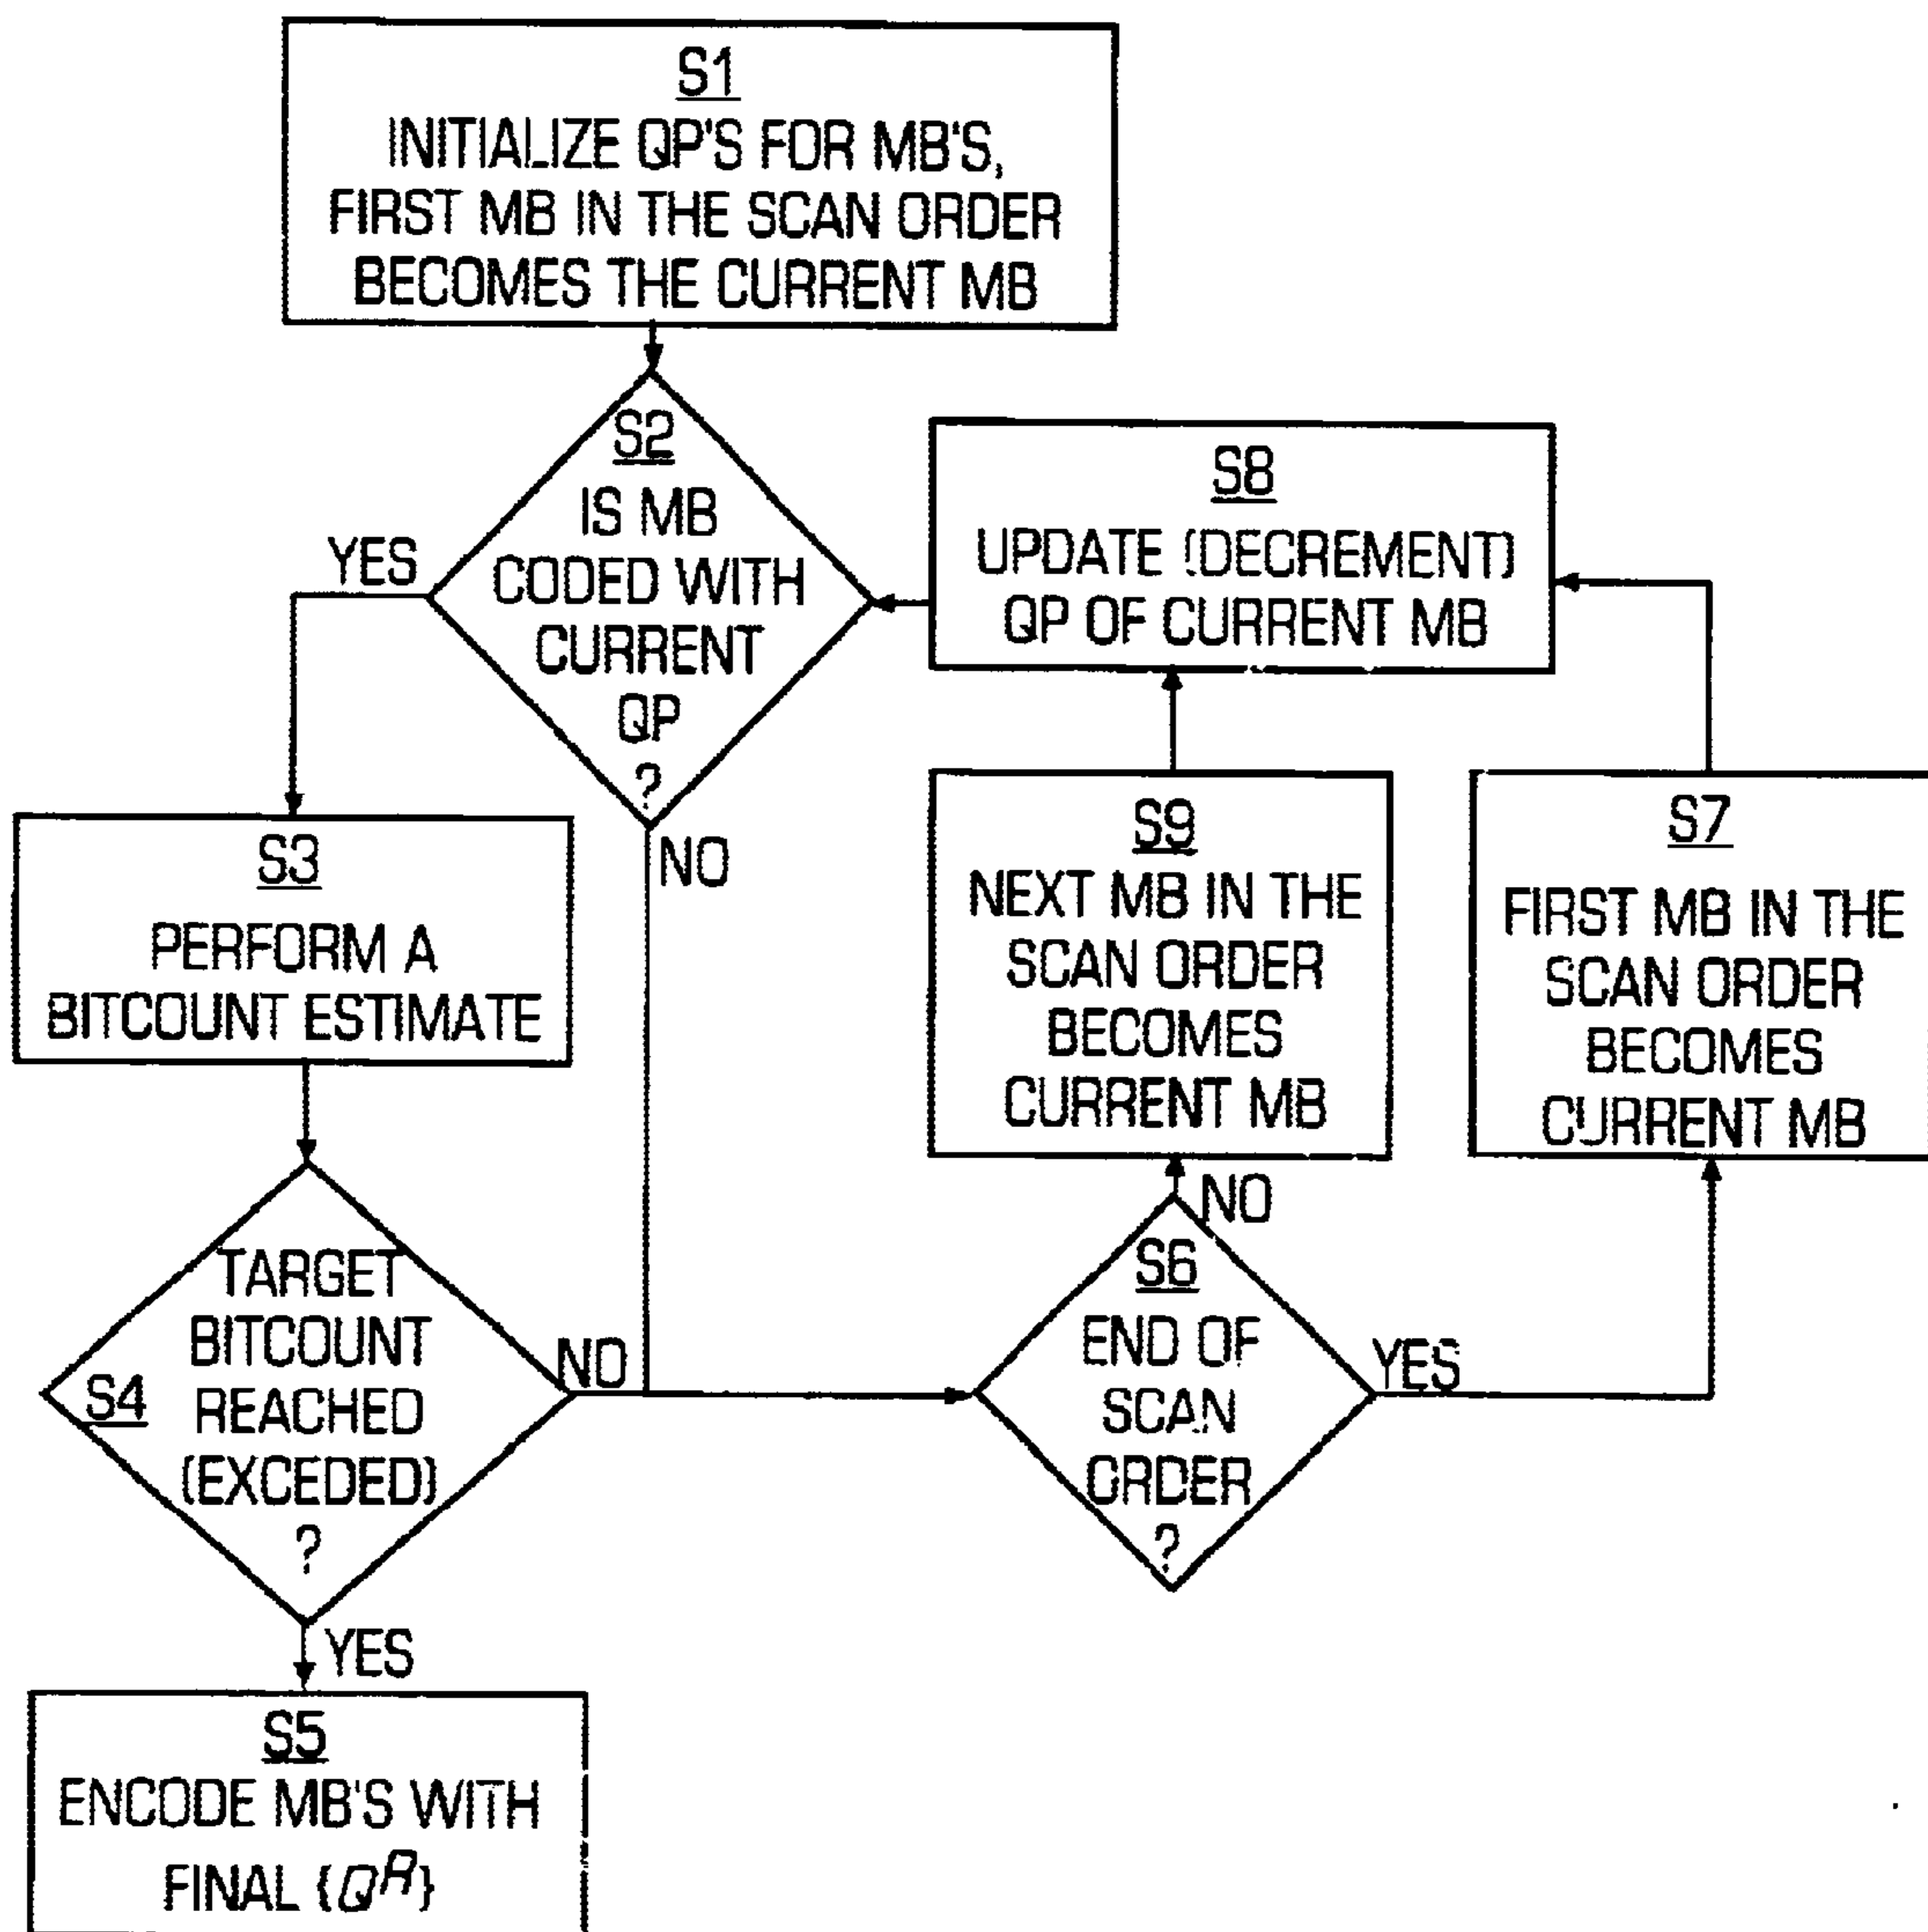 S1
INITIALIZE QP'S FOR MB'S,
FIRST MB IN THE SCAN ORDER
BECOMES THE CURRENT MB
S2
IS MB
CODED WITH
CURRENT
QP
?
YES
NO
S8
UPDATE (DECREMENT)
QP OF CURRENT MB
S3
PERFORM A
BITCOUNT ESTIMATE
S9
NEXT MB IN THE
SCAN ORDER
BECOMES
CURRENT MB
S7
FIRST MB IN THE
SCAN ORDER
BECOMES
CURRENT MB
S4
TARGET
BITCOUNT
REACHED
(EXCEDED)
?
NO
YES
S6
END OF
SCAN
ORDER
?
NO
YES
S5
ENCODE MB'S WITH
FINAL {Q^R}